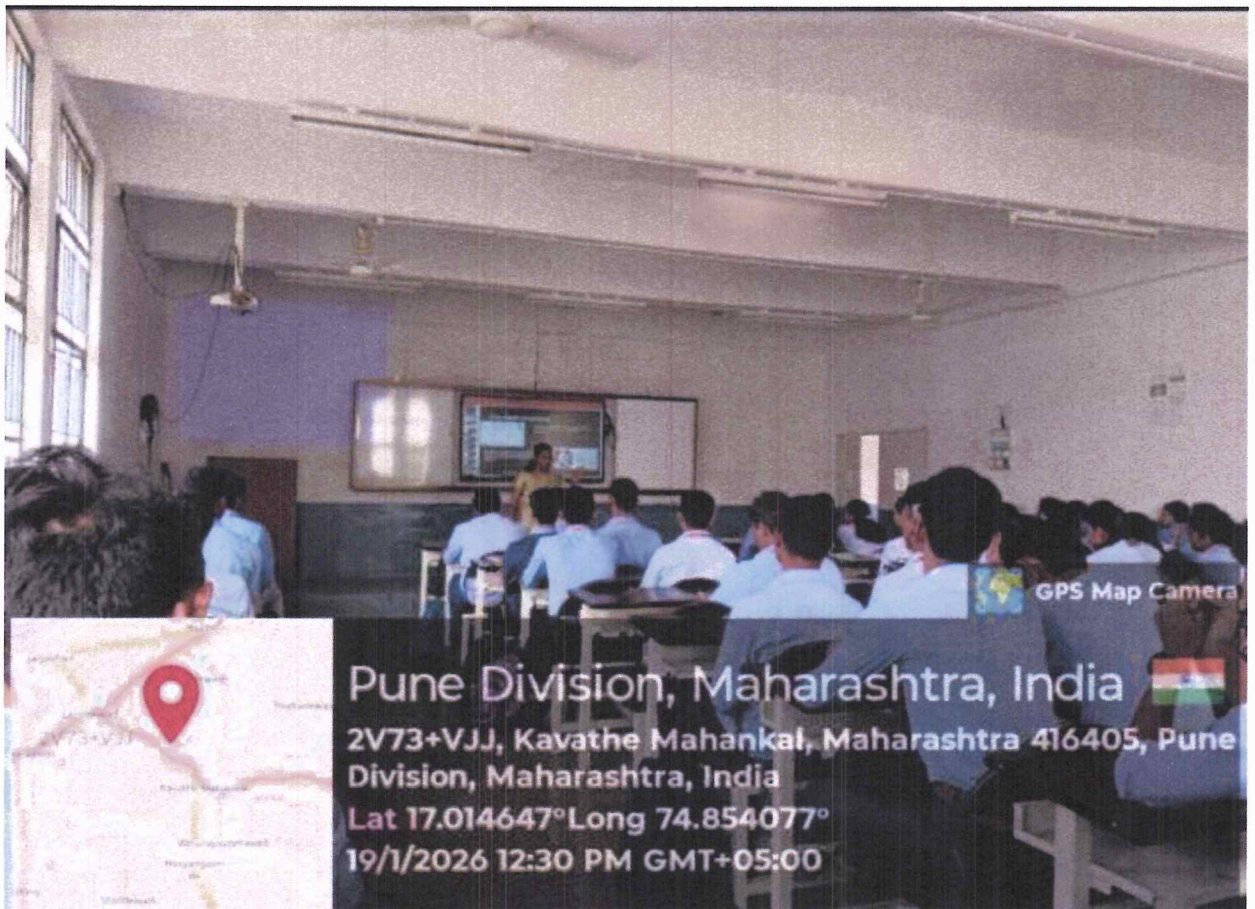 GPS Map Camera
Pune Division, Maharashtra, India
2V73+VJJ, Kavathe Mahankal, Maharashtra 416405, Pune
Division, Maharashtra, India
Lat 17.014647°Long 74.854077°
19/1/2026 12:30 PM GMT+05:00